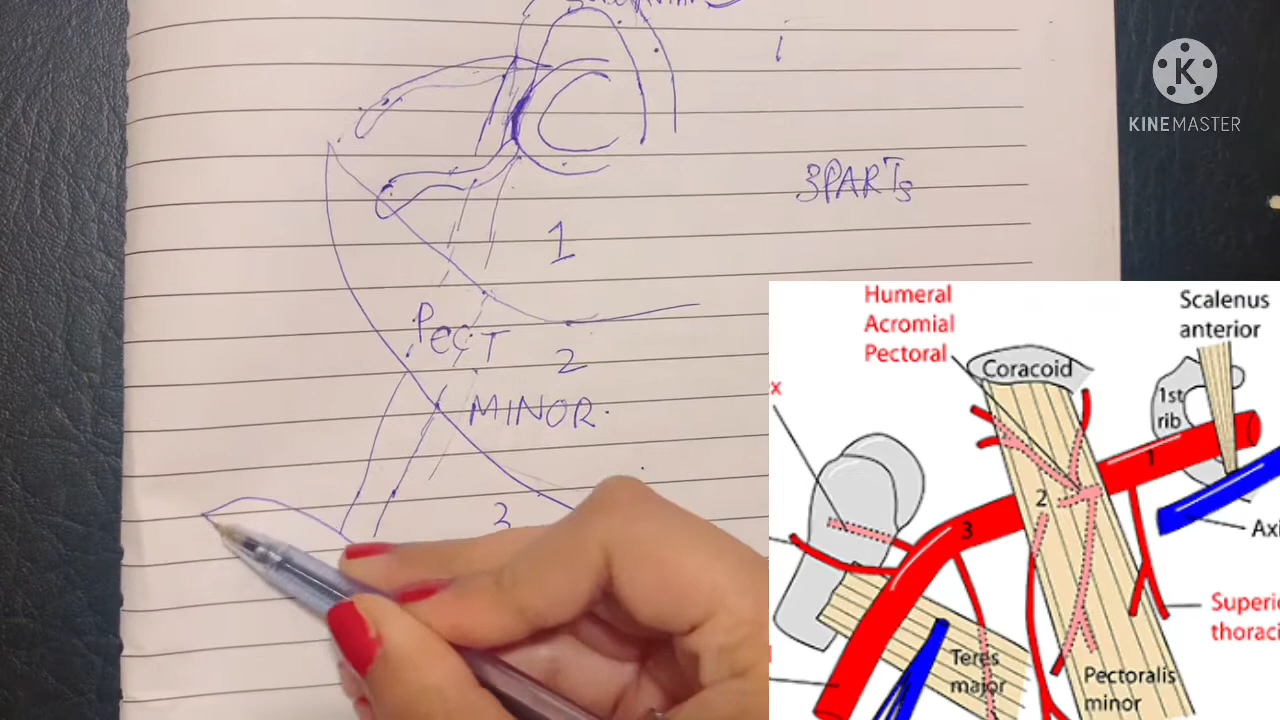 1
KINEMASTER
3PARTs
1
PECT
2
MINOR
3
Humeral
Acromial
Pectoral
Scalenus
anterior
Coracoid
1st
rib
x
1
2
3
Axi
Superio
thoraci
Teres
major
Pectoralis
minor